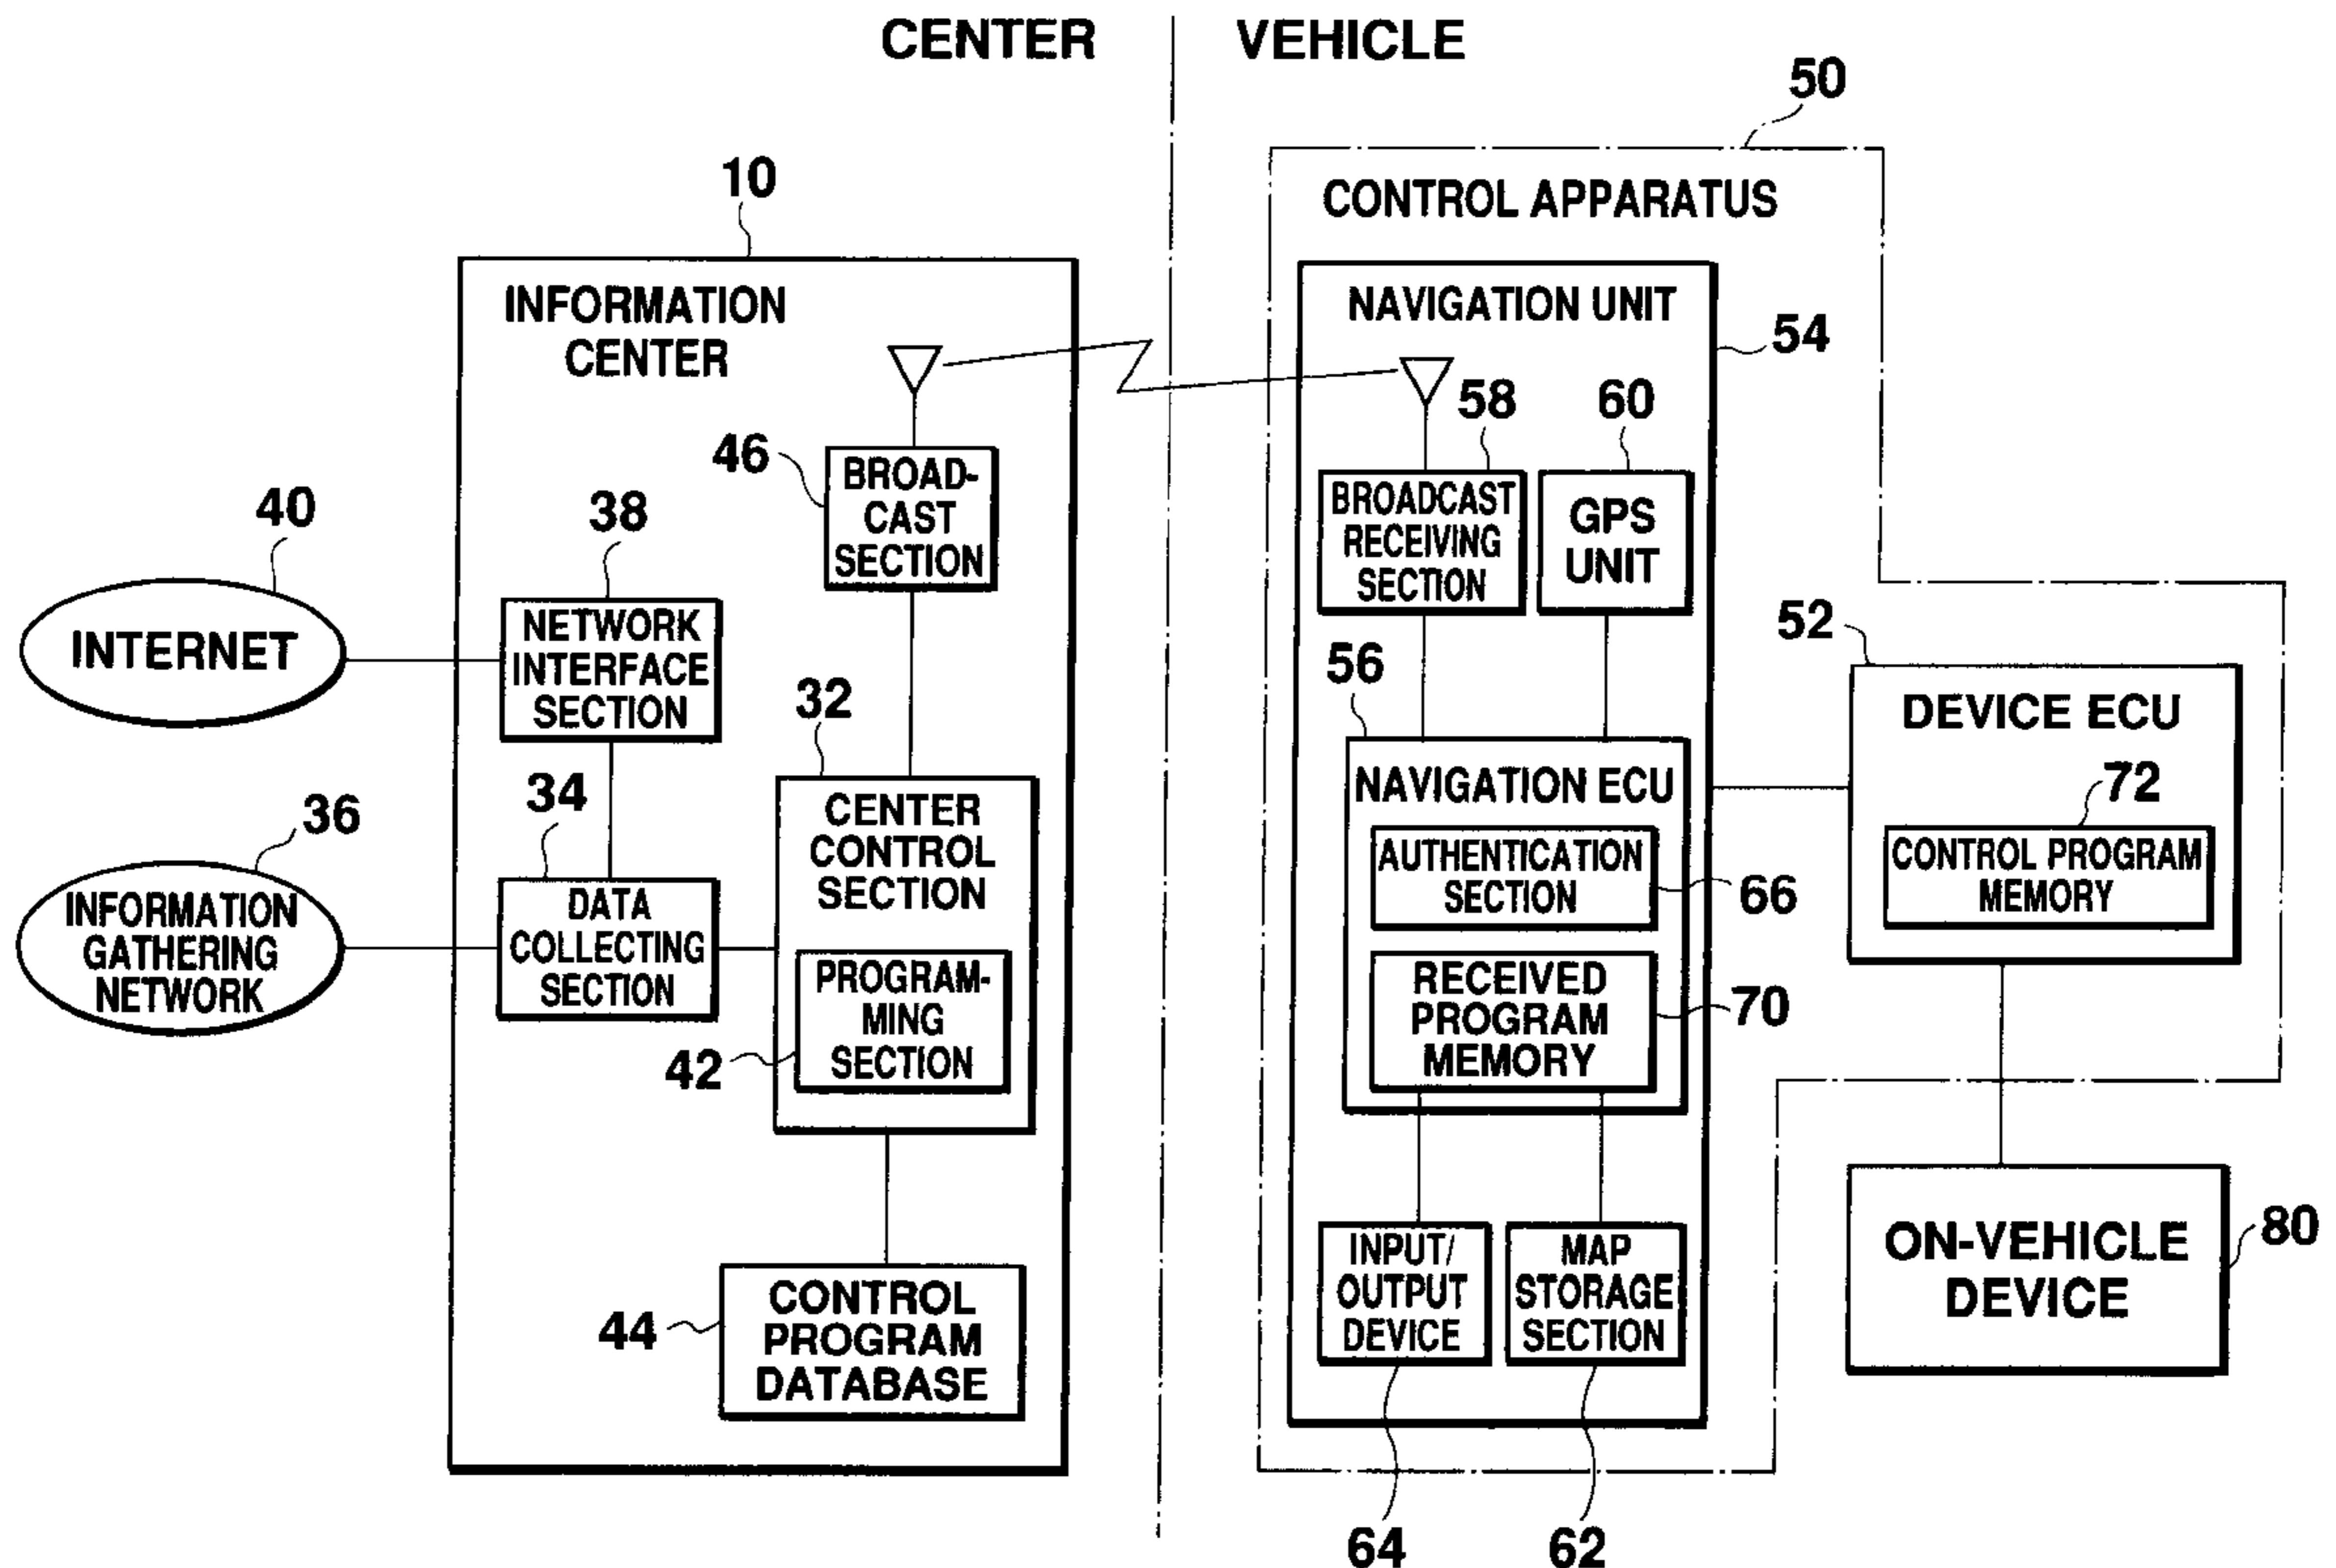 CENTER
VEHICLE
50
CONTROL APPARATUS
10
INFORMATION
CENTER
NAVIGATION UNIT
54
58
60
46
BROAD-
CAST
SECTION
BROADCAST
RECEIVING
SECTION
GPS
UNIT
40
INTERNET
38
NETWORK
INTERFACE
SECTION
52
DEVICE ECU
72
CONTROL PROGRAM
MEMORY
56
NAVIGATION ECU
AUTHENTICATION
SECTION
66
RECEIVED
PROGRAM
MEMORY
70
32
CENTER
CONTROL
SECTION
PROGRAM-
MING
SECTION
42
34
DATA
COLLECTING
SECTION
36
INFORMATION
GATHERING
NETWORK
44
CONTROL
PROGRAM
DATABASE
INPUT/
OUTPUT
DEVICE
MAP
STORAGE
SECTION
ON-VEHICLE
DEVICE
80
64
62